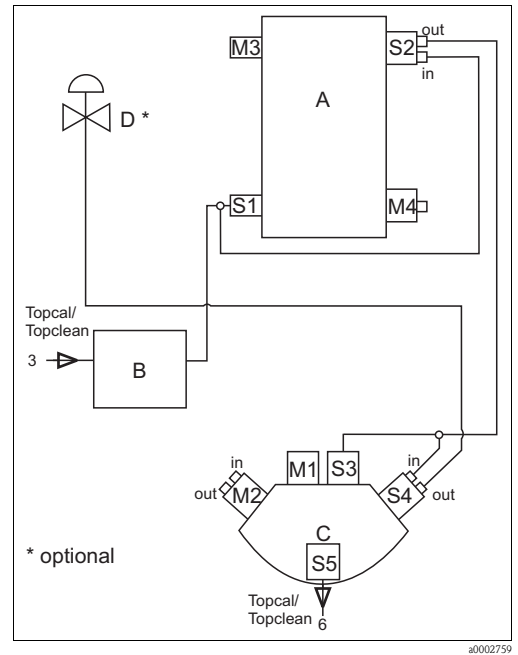 out
M3
S2
in
A
D *
S1
M4
Topcal/
Topclean
3
B
in
M1
S3
in
out
M2
S4
out
C
* optional
S5
Topcal/
Topclean
6
a0002759